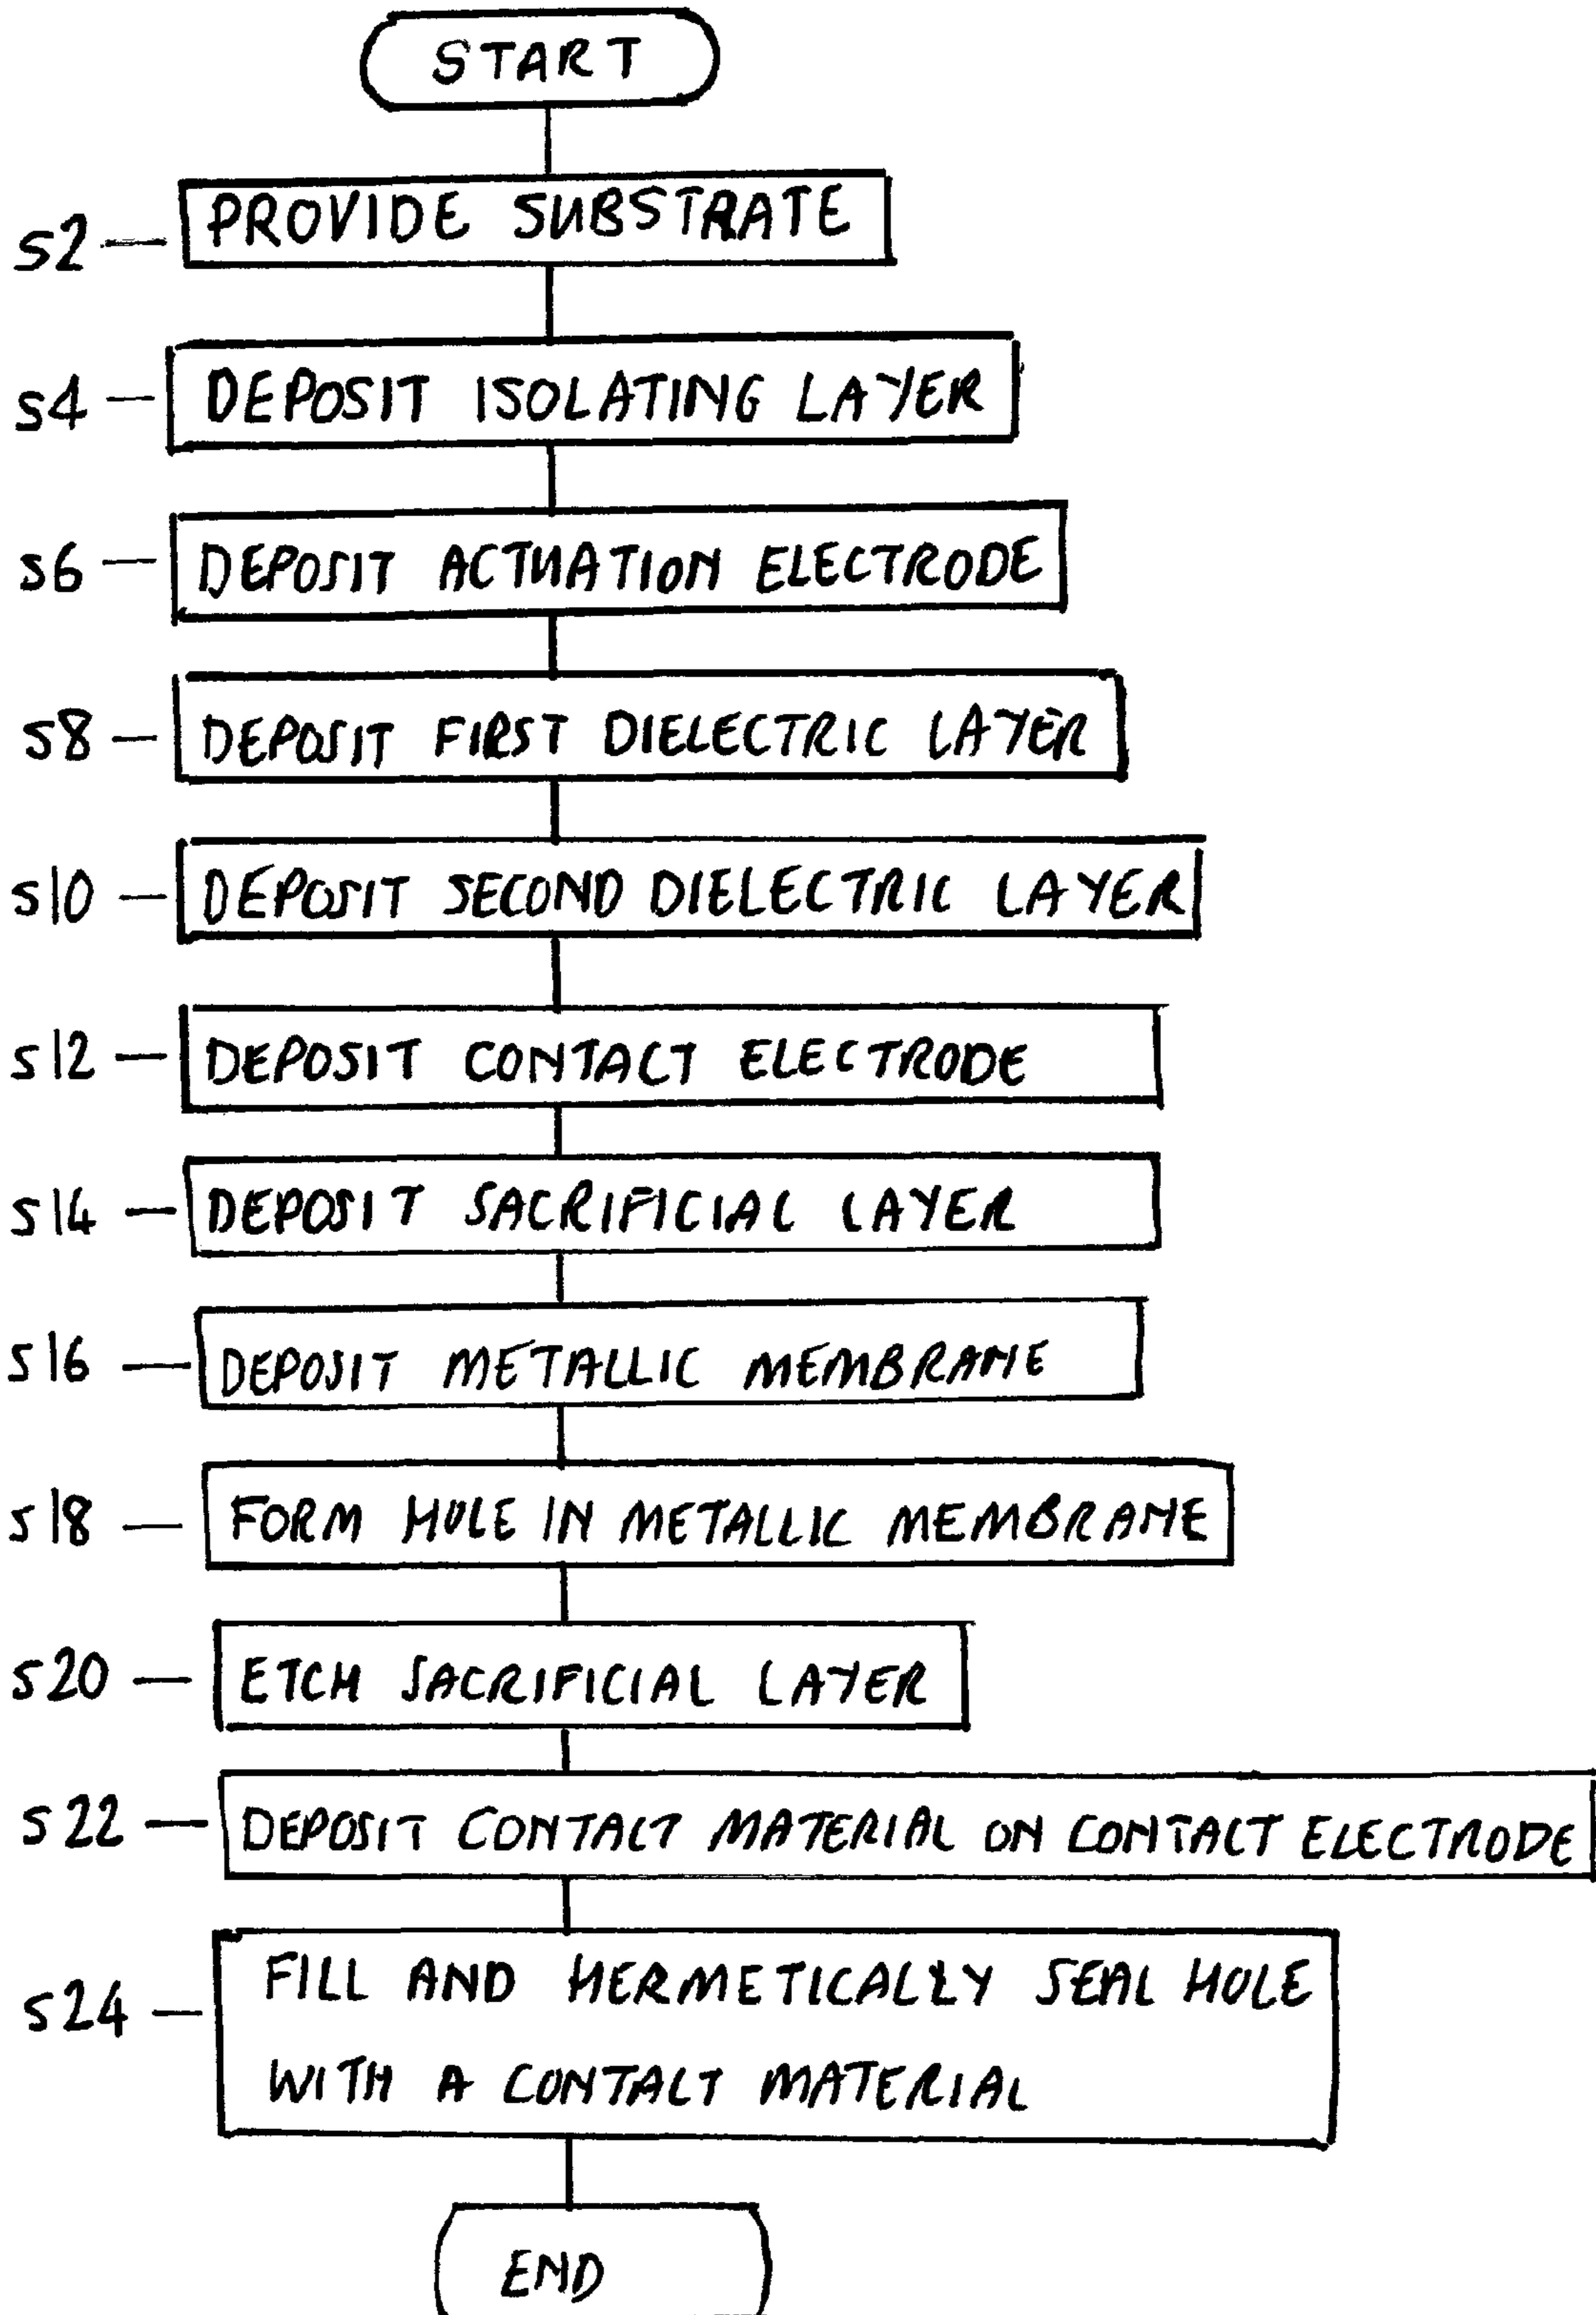 START
s2 — PROVIDE SUBSTRATE
s4 — DEPOSIT ISOLATING LAYER
s6 — DEPOSIT ACTUATION ELECTRODE
s8 — DEPOSIT FIRST DIELECTRIC LAYER
s10 — DEPOSIT SECOND DIELECTRIC LAYER
s12 — DEPOSIT CONTACT ELECTRODE
s14 — DEPOSIT SACRIFICIAL LAYER
s16 — DEPOSIT METALLIC MEMBRANE
s18 — FORM HOLE IN METALLIC MEMBRANE
s20 — ETCH SACRIFICIAL LAYER
s22 — DEPOSIT CONTACT MATERIAL ON CONTACT ELECTRODE
s24 — FILL AND HERMETICALLY SEAL HOLE
WITH A CONTACT MATERIAL
END